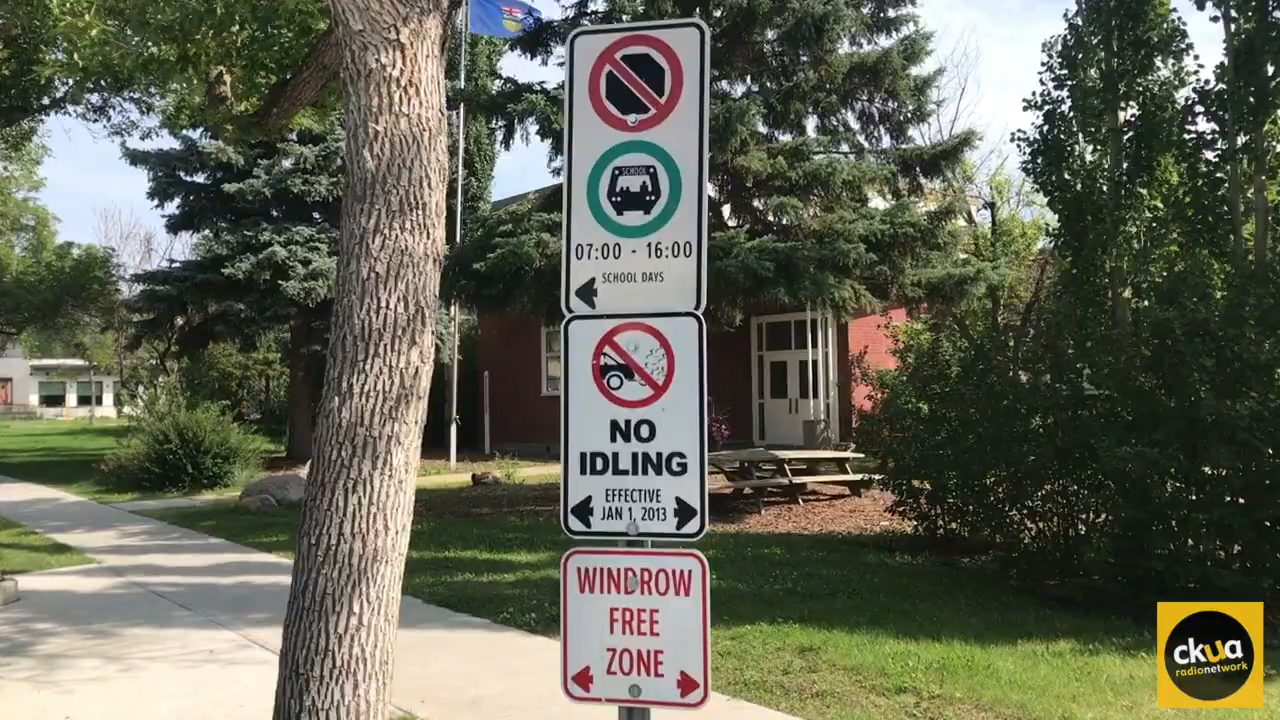 SCHOOL
07:00 - 16:00
SCHOOL DAYS
NO
IDLING
EFFECTIVE
JAN 1, 2013
WINDROW
FREE
ZONE
ckua
radionetwork